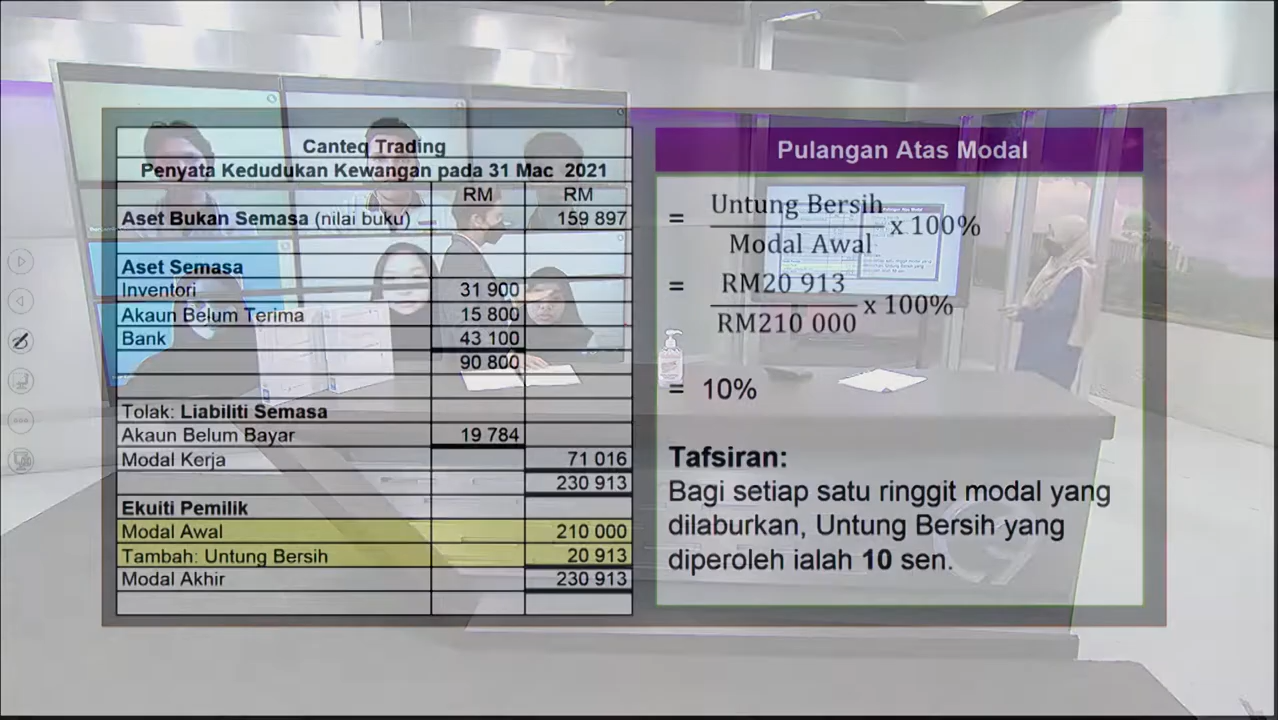 Canteq Trading
Penyata Kedudukan Kewangan pada 31 Mac 2021
RM RM
Aset Bukan Semasa (nilai buku) 159 897
Aset Semasa
Inventori 31 900
Akaun Belum Terima 15 800
Bank 43 100
90 800
Tolak: Liabiliti Semasa
Akaun Belum Bayar 19 784
Modal Kerja 71 016
230 913
Ekuiti Pemilik
Modal Awal 210 000
Tambah: Untung Bersih 20 913
Modal Akhir 230 913
Pulangan Atas Modal
= Untung Bersih
Modal Awal x 100%
= RM20 913
RM210 000 x 100%
= 10%
Tafsiran:
Bagi setiap satu ringgit modal yang
dilaburkan, Untung Bersih yang
diperoleh ialah 10 sen.